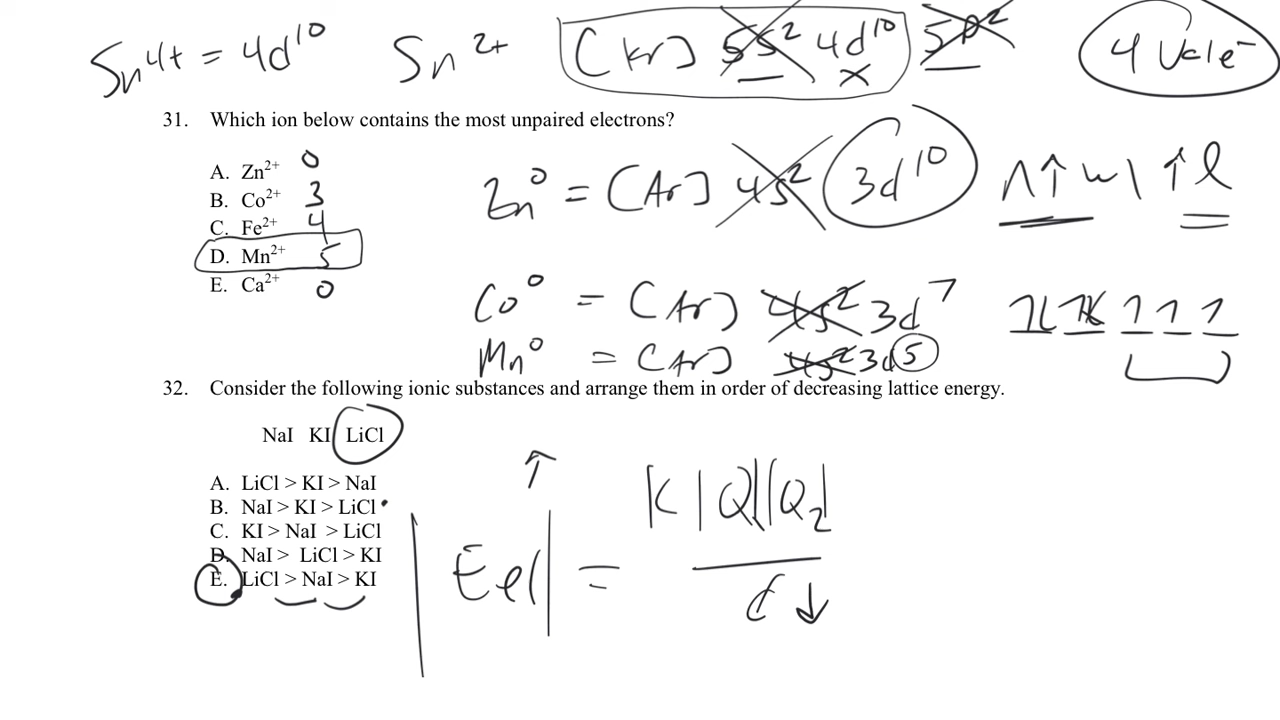 Sn4+ = 4d10 Sn2+ [Kr] 5s2 4d10 5p2 4 Val e-
x
31. Which ion below contains the most unpaired electrons?
A. Zn2+ 0
B. Co2+ 3
C. Fe2+ 4
D. Mn2+ 5
E. Ca2+ 0
Zn0 = [Ar] 4s2 3d10
Co0 = [Ar] 4s2 3d7
Mn0 = [Ar] 4s2 3d5
32. Consider the following ionic substances and arrange them in order of decreasing lattice energy.
NaI KI LiCl
A. LiCl > KI > NaI
B. NaI > KI > LiCl
C. KI > NaI > LiCl
D. NaI > LiCl > KI
E. LiCl > NaI > KI
|Eel| = K|Q||Q2|
d ↓